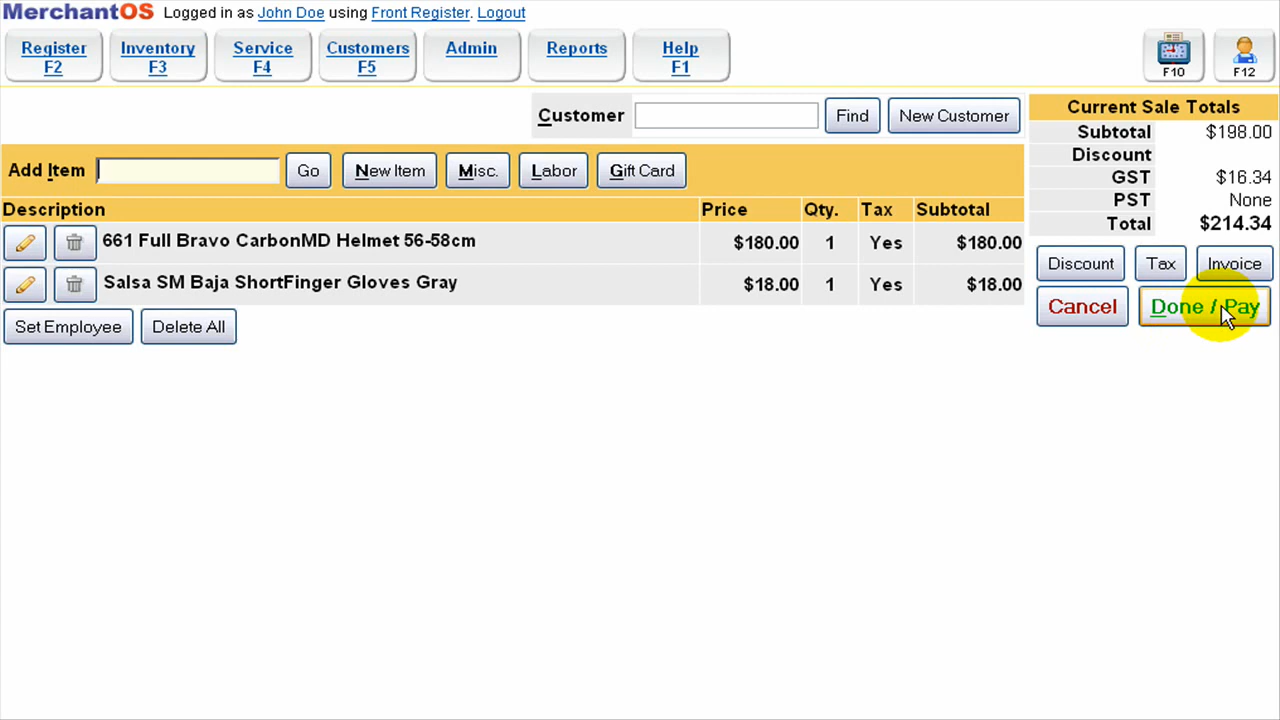 MerchantOS Logged in as John Doe using Front Register. Logout
Register Inventory Service Customers Admin Reports Help
F2 F3 F4 F5 F1 F10 F12
Customer Find New Customer
Add Item Go New Item Misc. Labor Gift Card
Description Price Qty. Tax Subtotal
661 Full Bravo CarbonMD Helmet 56-58cm $180.00 1 Yes $180.00
Salsa SM Baja ShortFinger Gloves Gray $18.00 1 Yes $18.00
Set Employee Delete All
Current Sale Totals
Subtotal $198.00
Discount
GST $16.34
PST None
Total $214.34
Discount Tax Invoice
Cancel Done / Pay